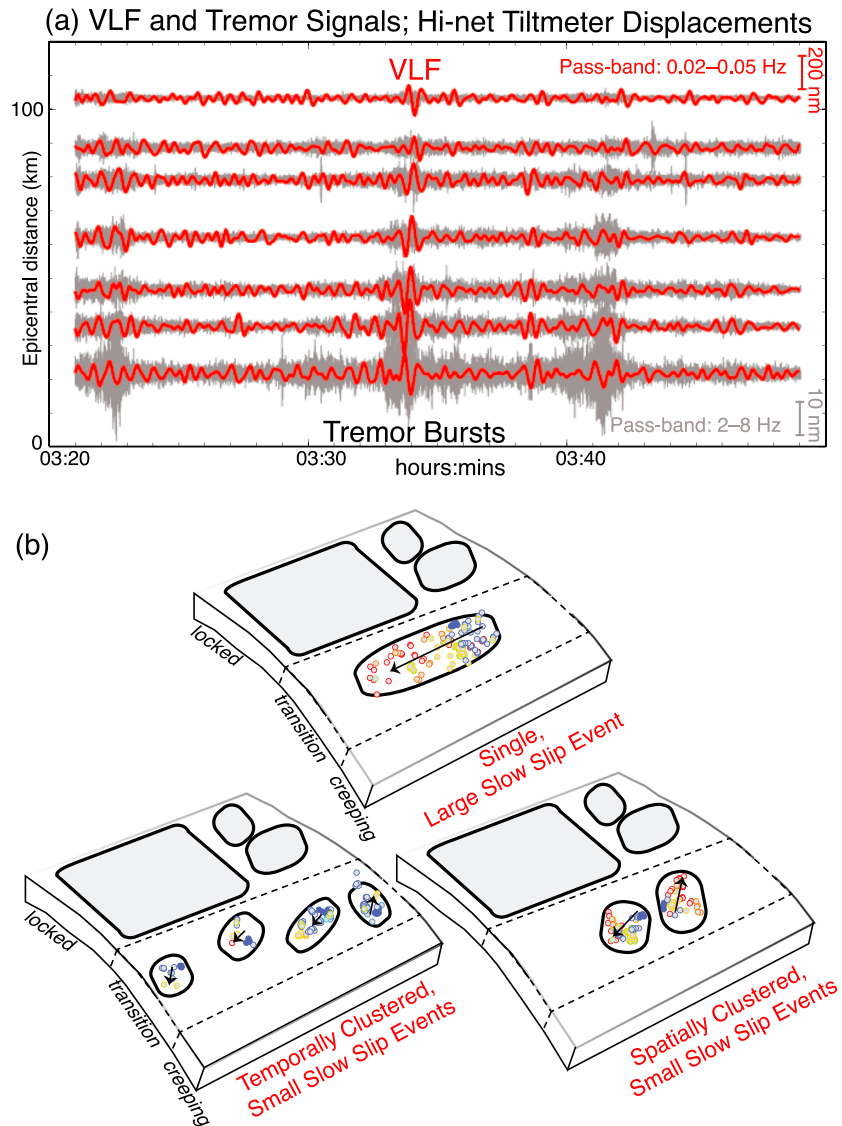 (a) VLF and Tremor Signals; Hi-net Tiltmeter Displacements
VLF
Pass-band: 0.02–0.05 Hz
200 nm
100
Epicentral distance (km)
0
Tremor Bursts
Pass-band: 2–8 Hz
10 nm
03:20
03:30
03:40
hours:mins
(b)
locked
transition
creeping
Single,
Large Slow Slip Event
locked
transition
creeping
Temporally Clustered,
Small Slow Slip Events
Spatially Clustered,
Small Slow Slip Events